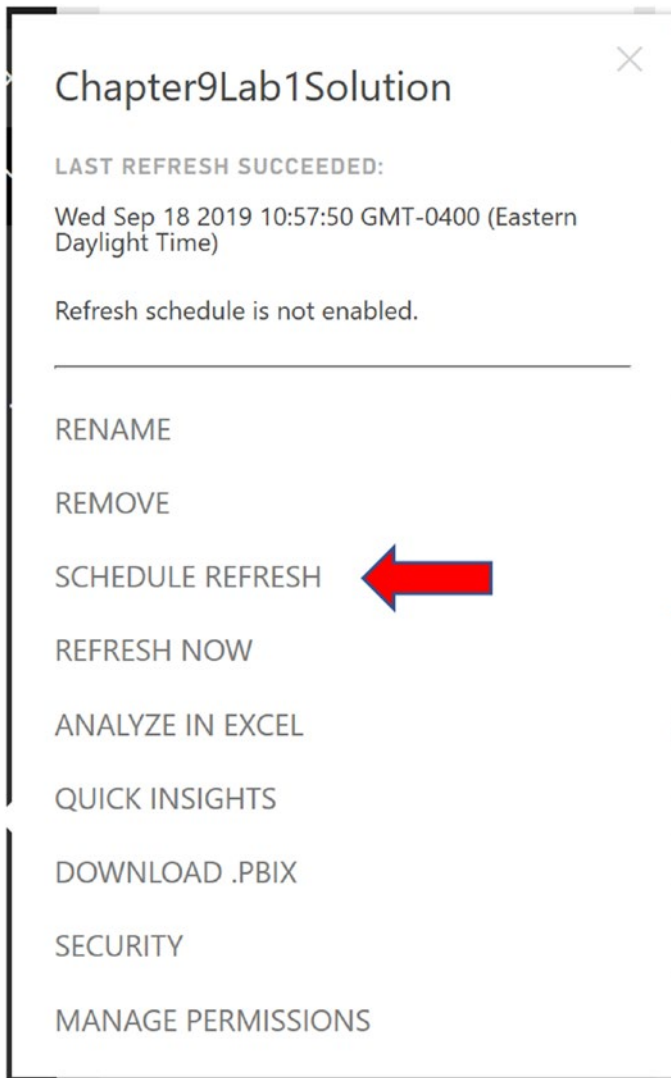 Chapter9Lab1Solution
LAST REFRESH SUCCEEDED:
Wed Sep 18 2019 10:57:50 GMT-0400 (Eastern
Daylight Time)
Refresh schedule is not enabled.
RENAME
REMOVE
SCHEDULE REFRESH
REFRESH NOW
ANALYZE IN EXCEL
QUICK INSIGHTS
DOWNLOAD .PBIX
SECURITY
MANAGE PERMISSIONS